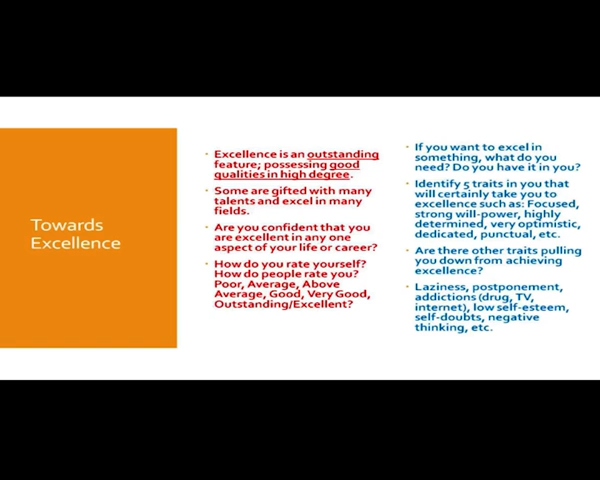 Towards
Excellence
• Excellence is an outstanding
feature; possessing good
qualities in high degree.
• Some are gifted with many
talents and excel in many
fields.
• Are you confident that you
are excellent in any one
aspect of your life or career?
• How do you rate yourself?
How do people rate you?
Poor, Average, Above
Average, Good, Very Good,
Outstanding/Excellent?
• If you want to excel in
something, what do you
need? Do you have it in you?
• Identify 5 traits in you that
will certainly take you to
excellence such as: Focused,
strong will-power, highly
determined, very optimistic,
dedicated, punctual, etc.
• Are there other traits pulling
you down from achieving
excellence?
• Laziness, postponement,
addictions (drug, TV,
internet), low self-esteem,
self-doubts, negative
thinking, etc.